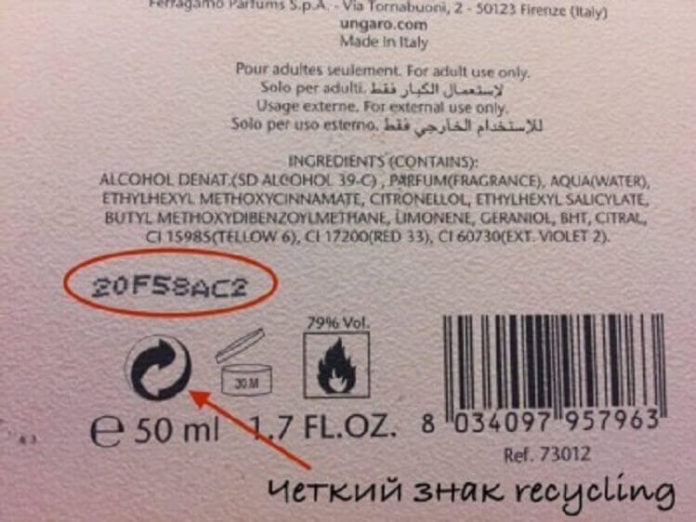 Ferragamo Parfums S.p.A. - Via Tornabuoni, 2 - 50123 Firenze (Italy)
ungaro.com
Made in Italy
Pour adultes seulement. For adult use only.
Solo per adulti. لاستعمال الكبار فقط.
Usage externe. For external use only.
Solo per uso esterno. للاستخدام الخارجي فقط.
INGREDIENTS (CONTAINS):
ALCOHOL DENAT.(SD ALCOHOL 39-C) , PARFUM(FRAGRANCE), AQUA(WATER),
ETHYLHEXYL METHOXYCINNAMATE, CITRONELLOL, ETHYLHEXYL SALICYLATE,
BUTYL METHOXYDIBENZOYLMETHANE, LIMONENE, GERANIOL, BHT, CITRAL,
CI 15985(TELLOW 6), CI 17200(RED 33), CI 60730(EXT. VIOLET 2).
20F58AC2
79% Vol.
30 M
e 50 ml 1.7 FL.OZ.
8 034097 957963
Ref. 73012
Четкий знак recycling